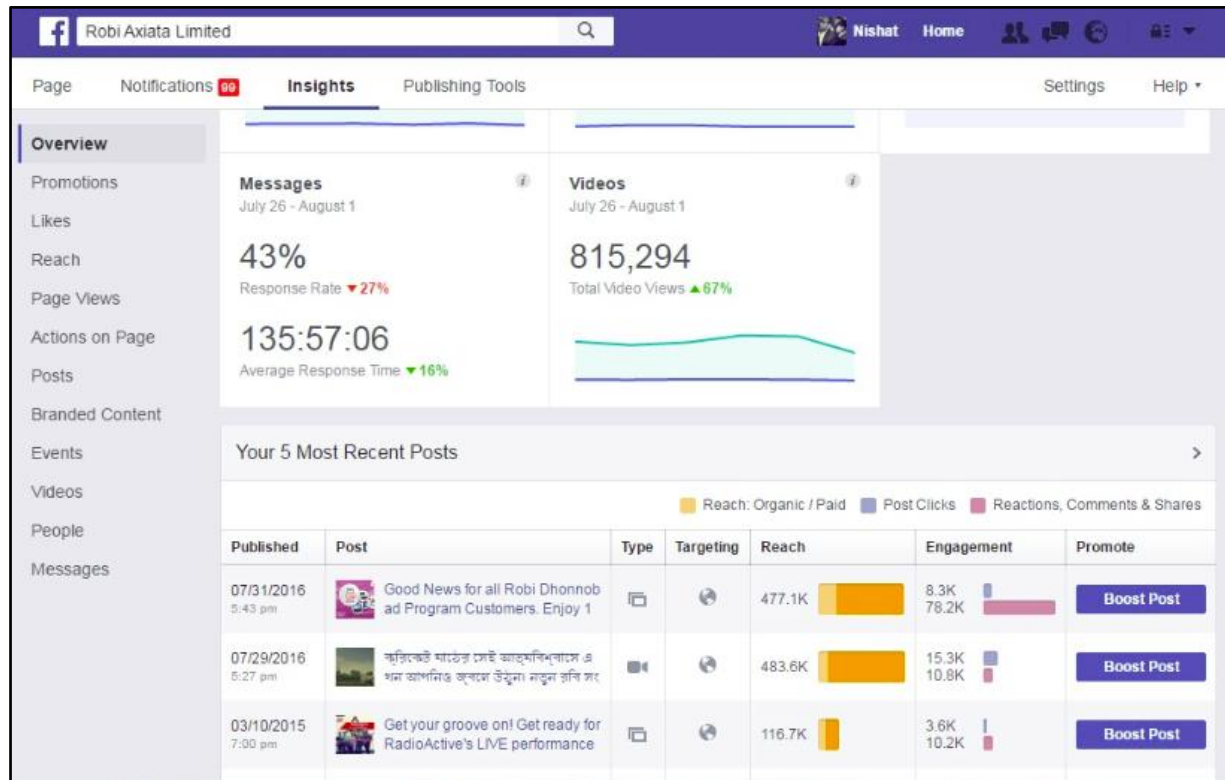 Robi Axiata Limited
Nishat Home
Page Notifications 99 Insights Publishing Tools Settings Help
Overview
Promotions
Likes
Reach
Page Views
Actions on Page
Posts
Branded Content
Events
Videos
People
Messages
Messages
July 26 - August 1
43%
Response Rate ▼27%
135:57:06
Average Response Time ▼16%
Videos
July 26 - August 1
815,294
Total Video Views ▲67%
Your 5 Most Recent Posts
Reach: Organic / Paid Post Clicks Reactions, Comments & Shares
Published Post Type Targeting Reach Engagement Promote
07/31/2016
5:43 pm
Good News for all Robi Dhonnob
ad Program Customers. Enjoy 1
477.1K
8.3K
78.2K
Boost Post
07/29/2016
5:27 pm
483.6K
15.3K
10.8K
Boost Post
03/10/2015
7:00 pm
Get your groove on! Get ready for
RadioActive's LIVE performance
116.7K
3.6K
10.2K
Boost Post